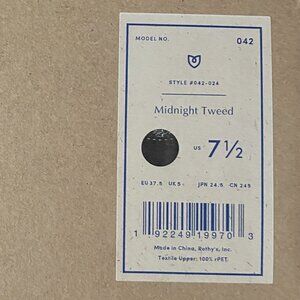 MODEL NO. 042
STYLE #042-024
Midnight Tweed
US 7½
EU 37.5 UK 5 JPN 24.5 CN 245
1 92249 19970 3
Made in China, Rothy's, Inc.
Textile Upper: 100% rPET.